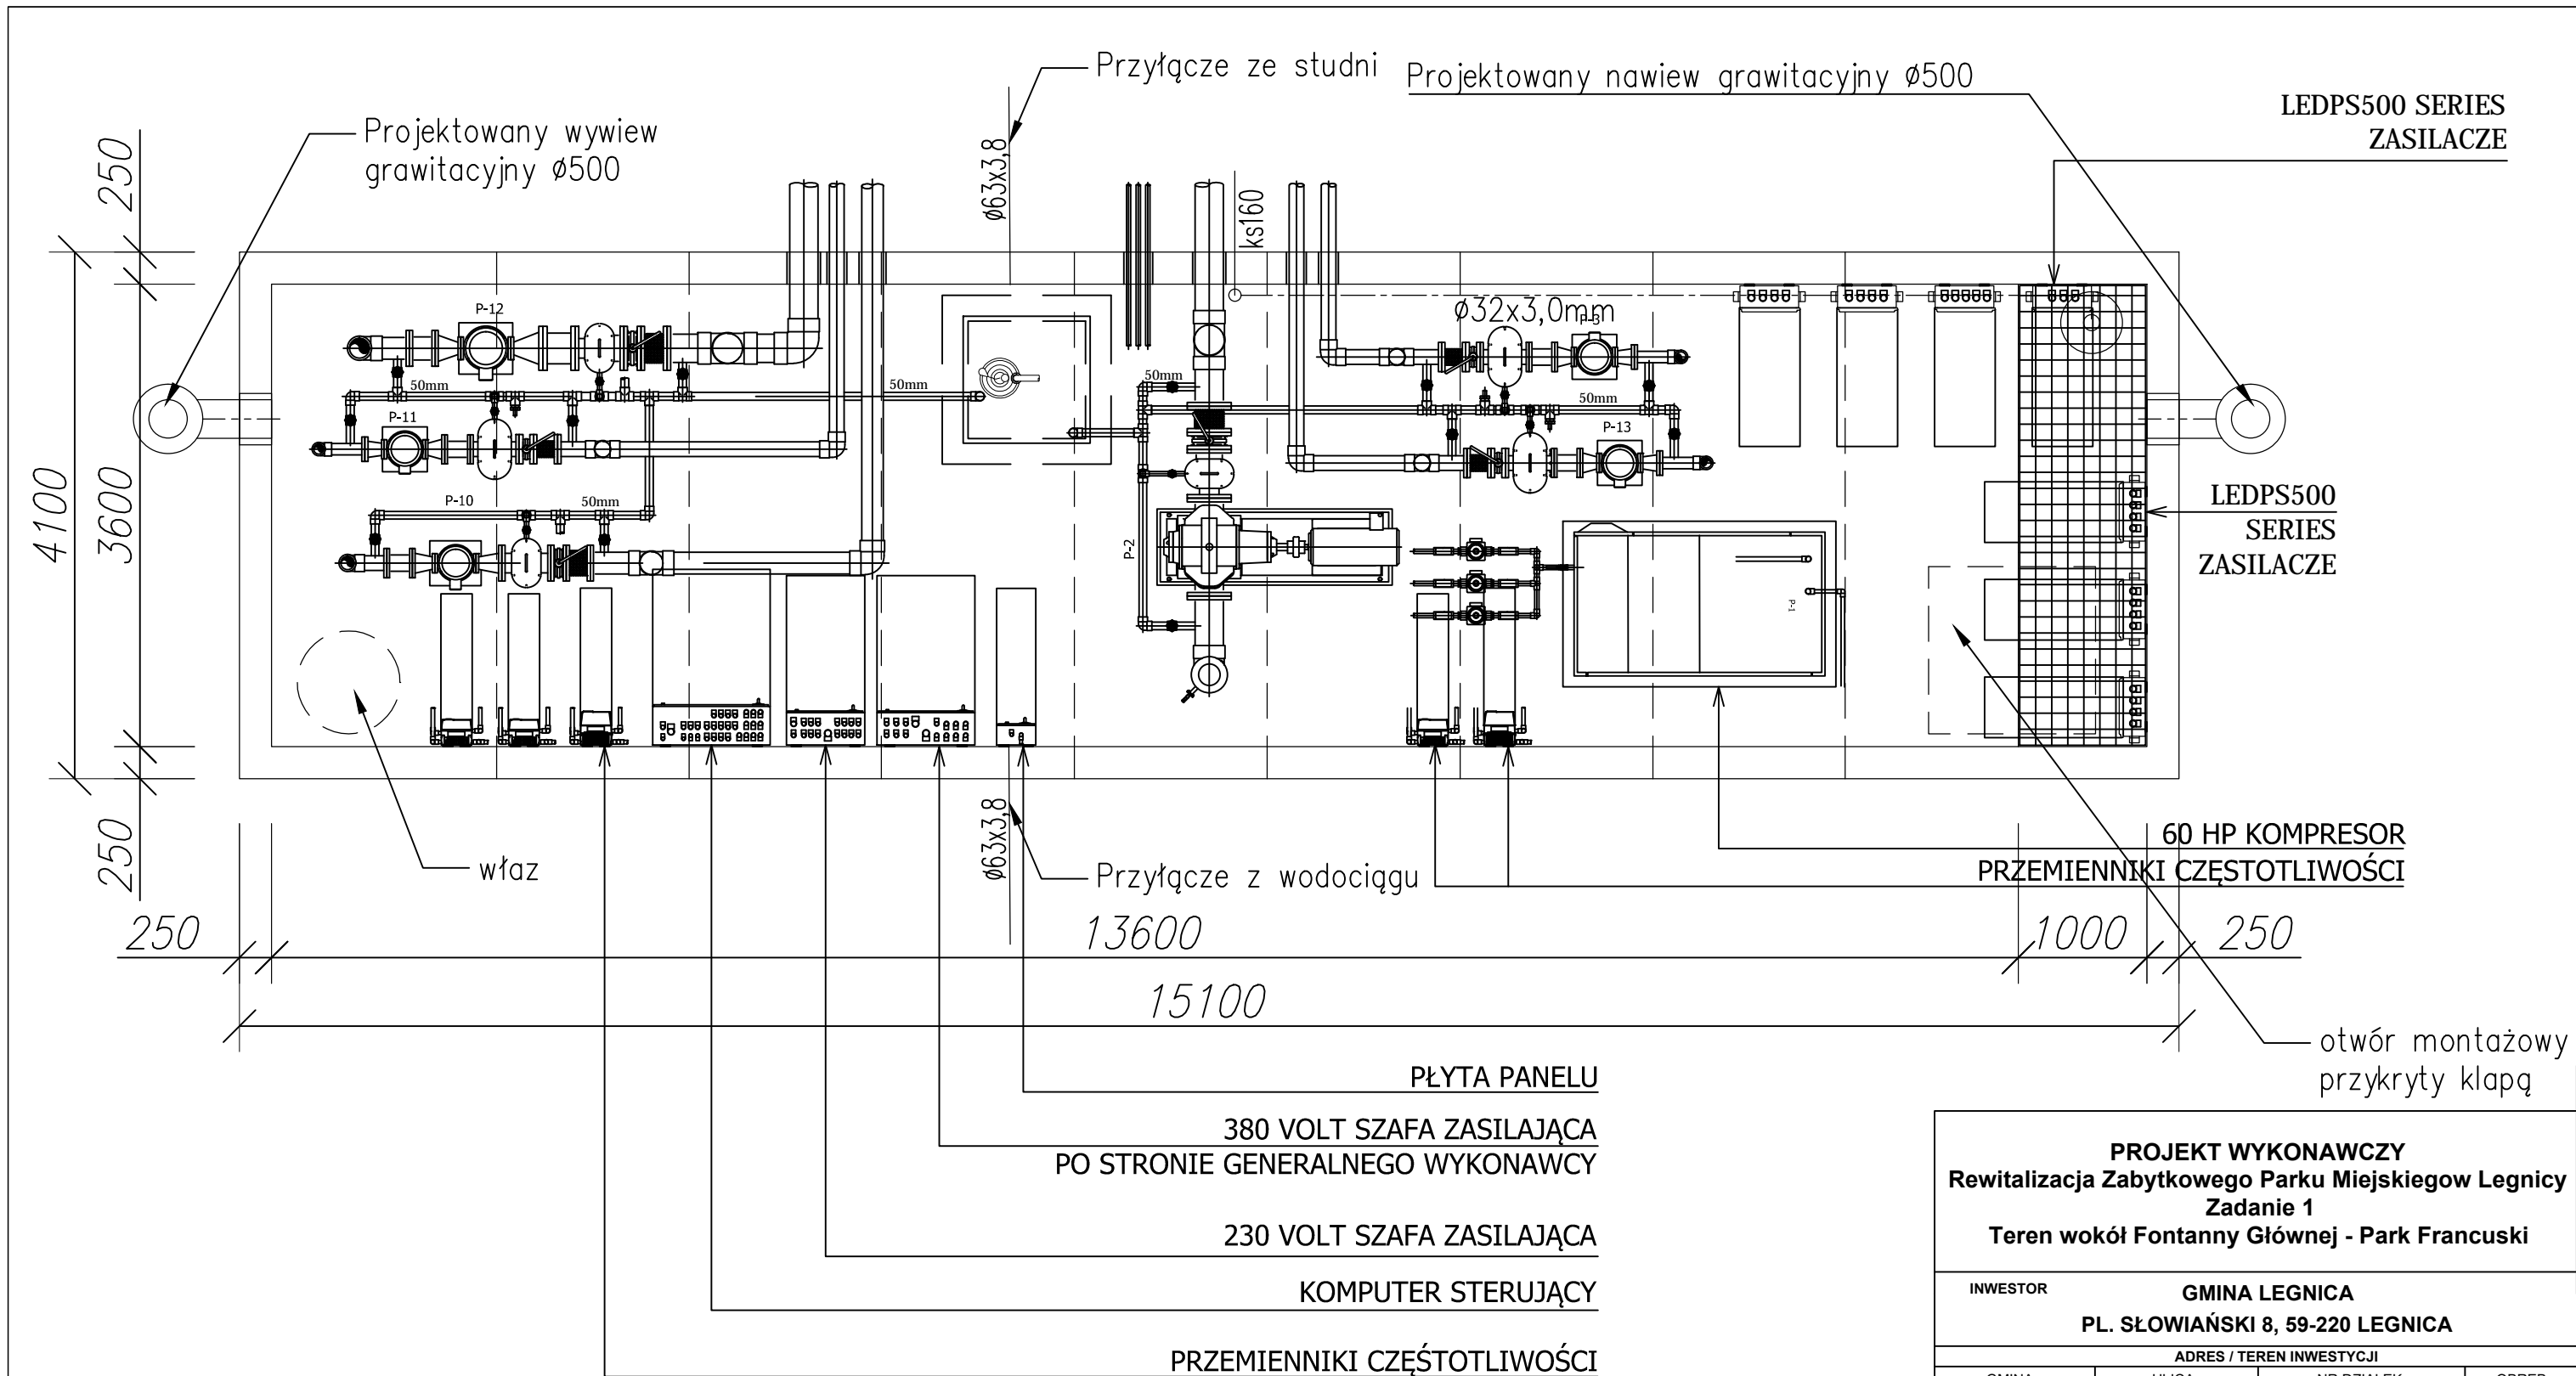 Przyłącze ze studni
Projektowany nawiew grawitacyjny ø500
LEDPS500 SERIES
ZASILACZE
Projektowany wywiew
grawitacyjny ø500
250
ø63x3,8
ks160
P-12
ø32x3,0mm
P-3
50mm
50mm
50mm
50mm
P-11
P-13
4100
3600
P-10
50mm
P-2
LEDPS500
SERIES
ZASILACZE
P-1
250
ø63x3,8
właz
Przyłącze z wodociągu
60 HP KOMPRESOR
PRZEMIENNIKI CZĘSTOTLIWOŚCI
250
13600
1000
250
15100
otwór montażowy
przykryty klapą
PŁYTA PANELU
380 VOLT SZAFA ZASILAJĄCA
PO STRONIE GENERALNEGO WYKONAWCY
230 VOLT SZAFA ZASILAJĄCA
KOMPUTER STERUJĄCY
PRZEMIENNIKI CZĘŚTOTLIWOŚCI
PROJEKT WYKONAWCZY
Rewitalizacja Zabytkowego Parku Miejskiegow Legnicy
Zadanie 1
Teren wokół Fontanny Głównej - Park Francuski
INWESTOR
GMINA LEGNICA
PL. SŁOWIAŃSKI 8, 59-220 LEGNICA
ADRES / TEREN INWESTYCJI